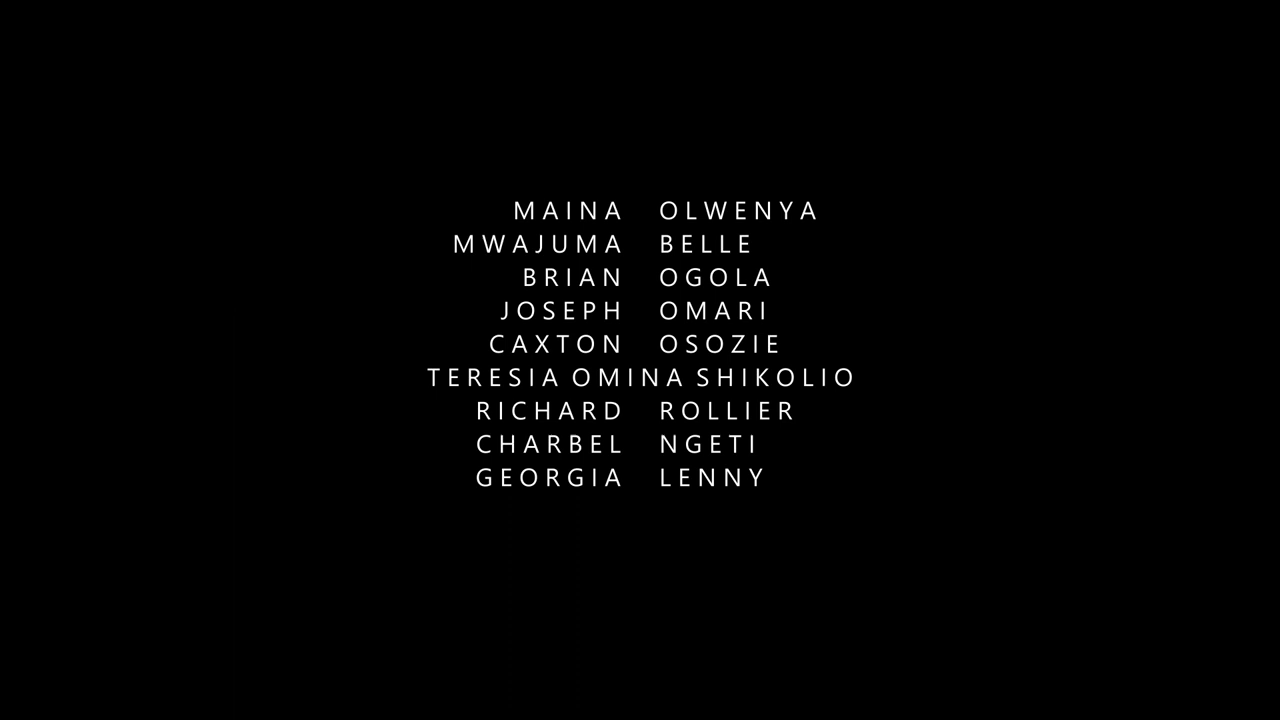 MAINA OLWENYA
MWAJUMA BELLE
BRIAN OGOLA
JOSEPH OMARI
CAXTON OSOZIE
TERESIA OMINA SHIKOLIO
RICHARD ROLLIER
CHARBEL NGETI
GEORGIA LENNY